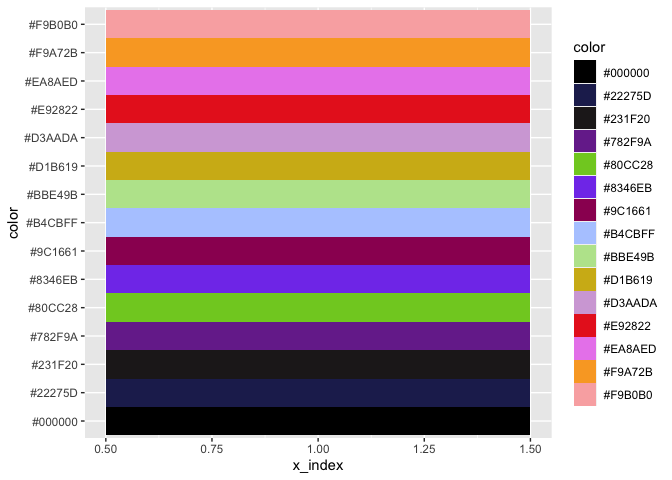 #F9B0B0
#F9A72B
#EA8AED
#E92822
#D3AADA
#D1B619
#BBE49B
#B4CBFF
#9C1661
#8346EB
#80CC28
#782F9A
#231F20
#22275D
#000000
color
0.50 0.75 1.00 1.25 1.50
x_index
color
#000000
#22275D
#231F20
#782F9A
#80CC28
#8346EB
#9C1661
#B4CBFF
#BBE49B
#D1B619
#D3AADA
#E92822
#EA8AED
#F9A72B
#F9B0B0